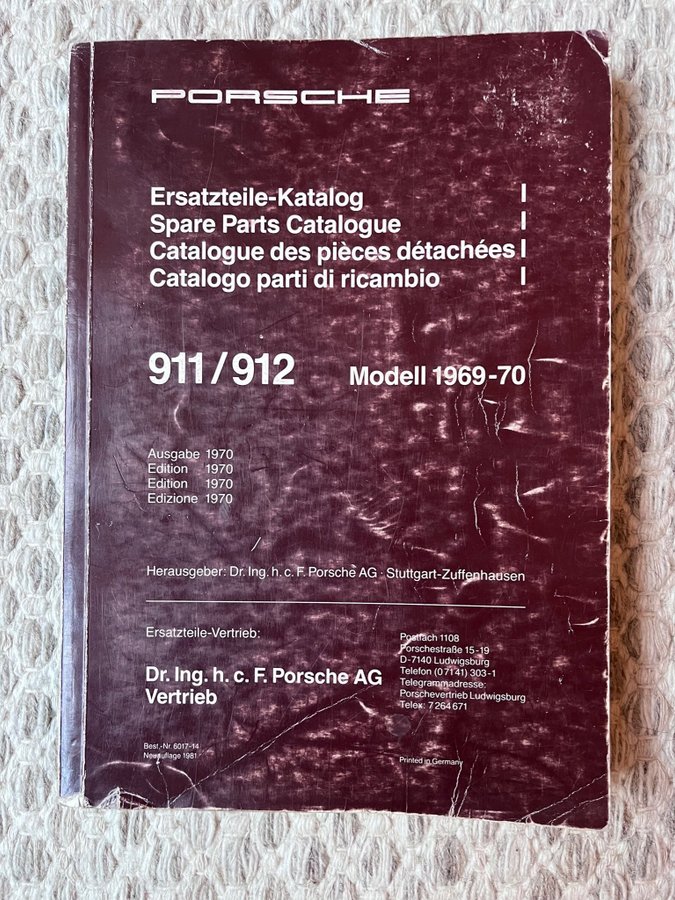 PORSCHE
Ersatzteile-Katalog I
Spare Parts Catalogue I
Catalogue des pièces détachées I
Catalogo parti di ricambio I
911/912 Modell 1969-70
Ausgabe 1970
Edition 1970
Edition 1970
Edizione 1970
Herausgeber: Dr. Ing. h. c. F. Porsche AG · Stuttgart-Zuffenhausen
Ersatzteile-Vertrieb:
Dr. Ing. h. c. F. Porsche AG
Vertrieb
Postfach 1108
Porschestraße 15-19
D-7140 Ludwigsburg
Telefon (07141) 303-1
Telegrammadresse:
Porschevertrieb Ludwigsburg
Telex: 7264671
Best.-Nr. 6017-14
Neuauflage 1981
Printed in Germany